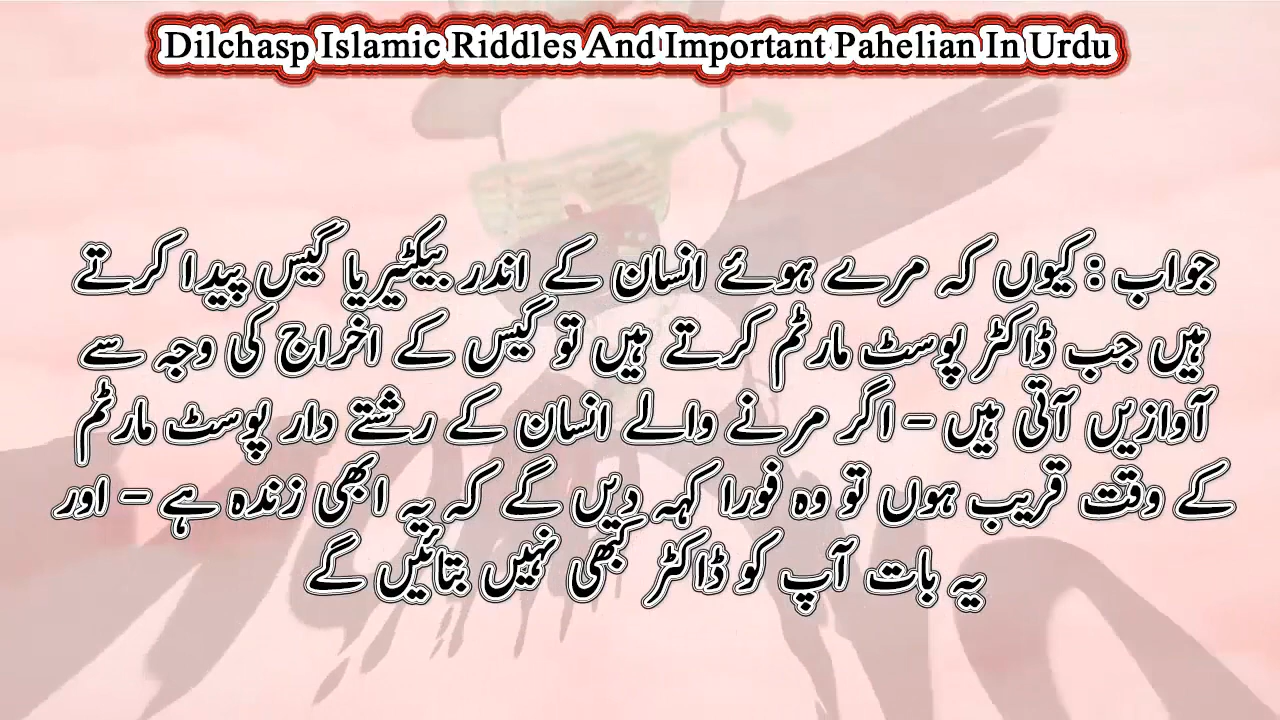 Dilchasp Islamic Riddles And Important Pahelian In Urdu
جواب : کیوں کہ مرے ہوئے انسان کے اندر بیکٹیریا گیس پیدا کرتے
ہیں جب ڈاکٹر پوسٹ مارٹم کرتے ہیں تو گیس کے اخراج کی وجہ سے
آوازیں آتی ہیں – اگر مرنے والے انسان کے رشتے دار پوسٹ مارٹم
کے وقت قریب ہوں تو وہ فورا کہہ دیں گے کہ یہ ابھی زندہ ہے – اور
یہ بات آپ کو ڈاکٹر کبھی نہیں بتائیں گے